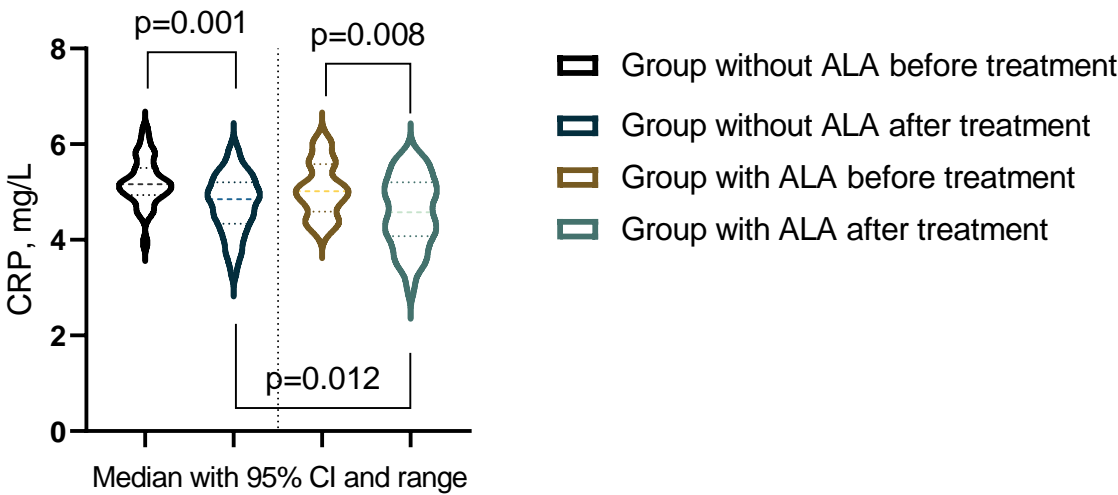 p=0.001
p=0.008
8
6
4
2
0
CRP, mg/L
p=0.012
Median with 95% CI and range
Group without ALA before treatment
Group without ALA after treatment
Group with ALA before treatment
Group with ALA after treatment